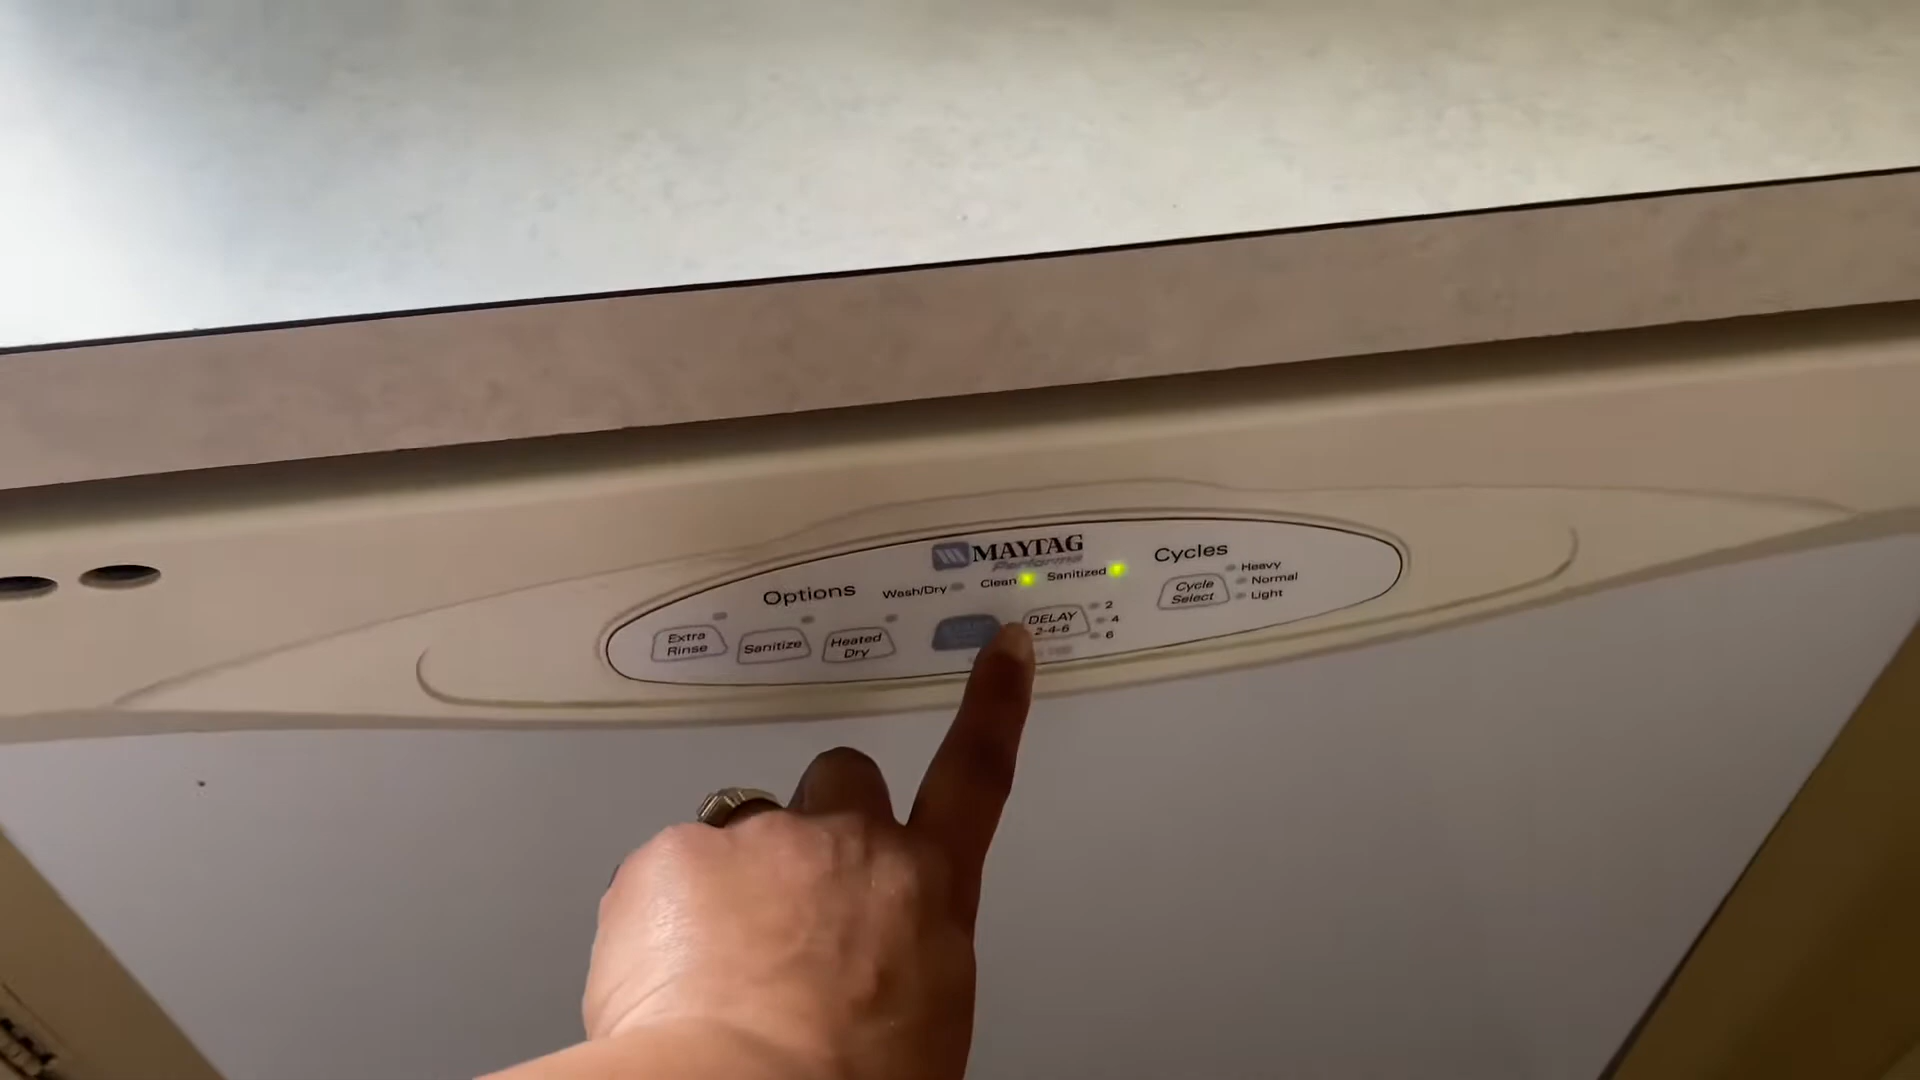 MAYTAG
Performa
Options
Wash/Dry
Clean
Sanitized
Cycles
Extra
Rinse
Sanitize
Heated
Dry
DELAY
2-4-6
2
4
6
Cycle
Select
Heavy
Normal
Light